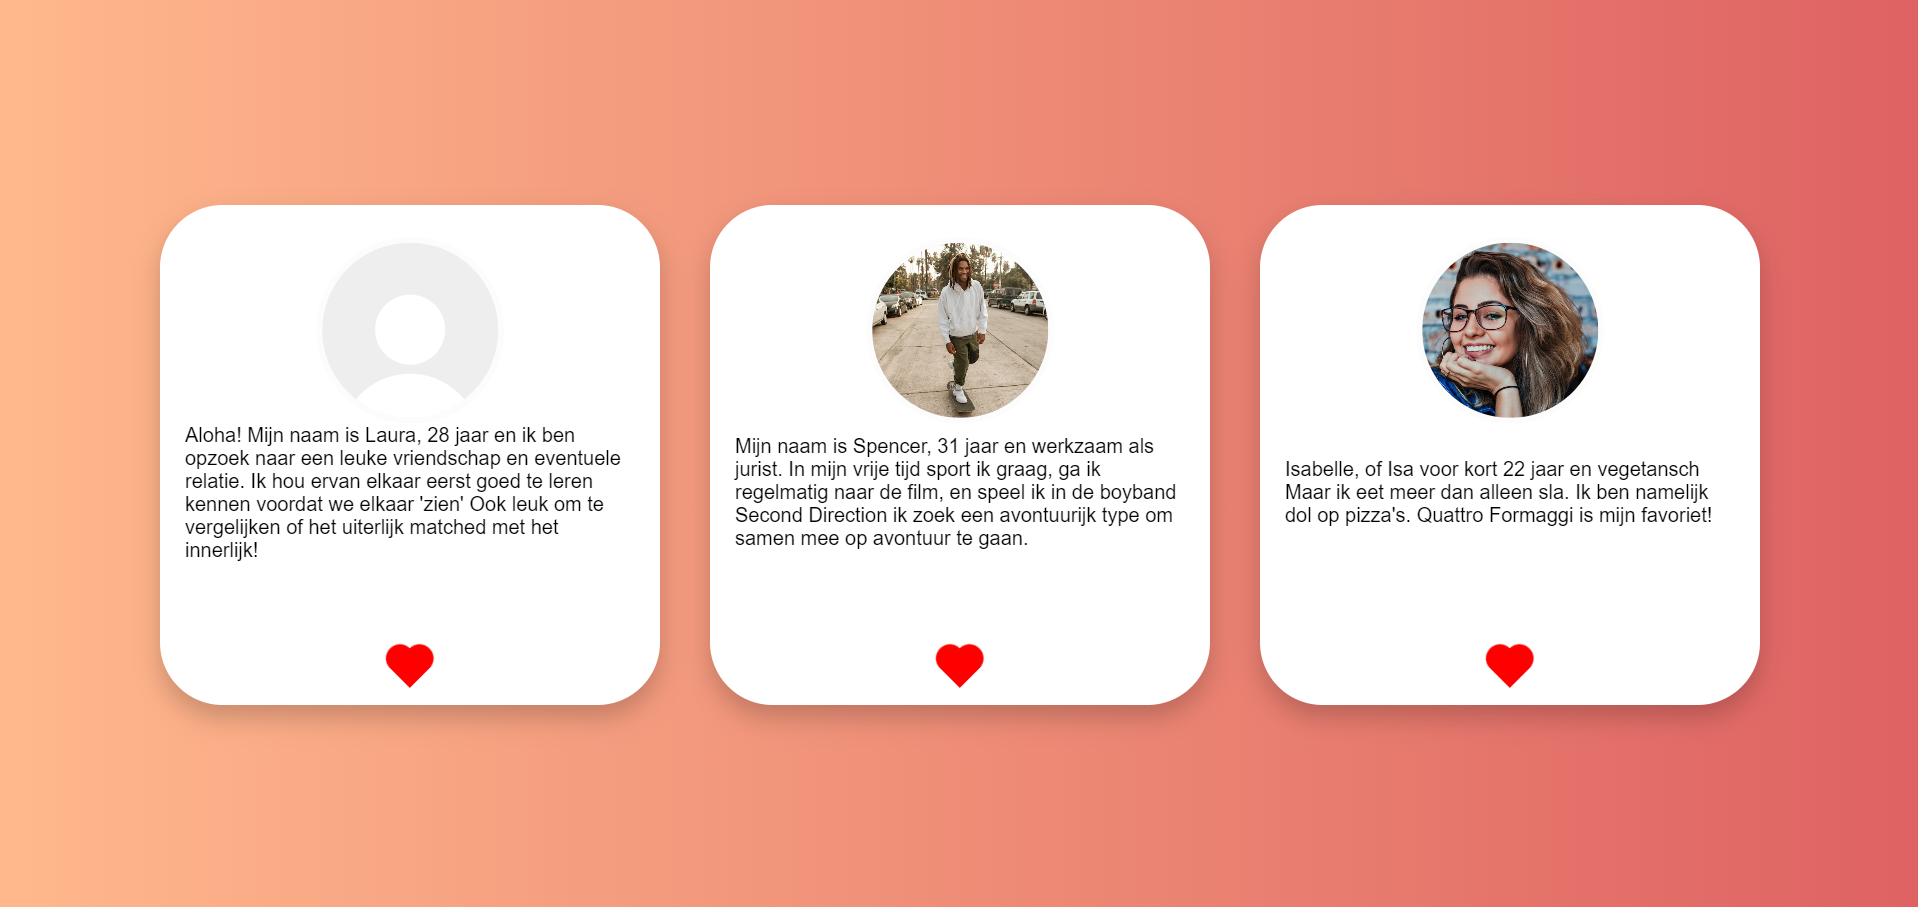 Aloha! Mijn naam is Laura, 28 jaar en ik ben
opzoek naar een leuke vriendschap en eventuele
relatie. Ik hou ervan elkaar eerst goed te leren
kennen voordat we elkaar 'zien' Ook leuk om te
vergelijken of het uiterlijk matched met het
innerlijk!
Mijn naam is Spencer, 31 jaar en werkzaam als
jurist. In mijn vrije tijd sport ik graag, ga ik
regelmatig naar de film, en speel ik in de boyband
Second Direction ik zoek een avontuurijk type om
samen mee op avontuur te gaan.
Isabelle, of Isa voor kort 22 jaar en vegetansch
Maar ik eet meer dan alleen sla. Ik ben namelijk
dol op pizza's. Quattro Formaggi is mijn favoriet!